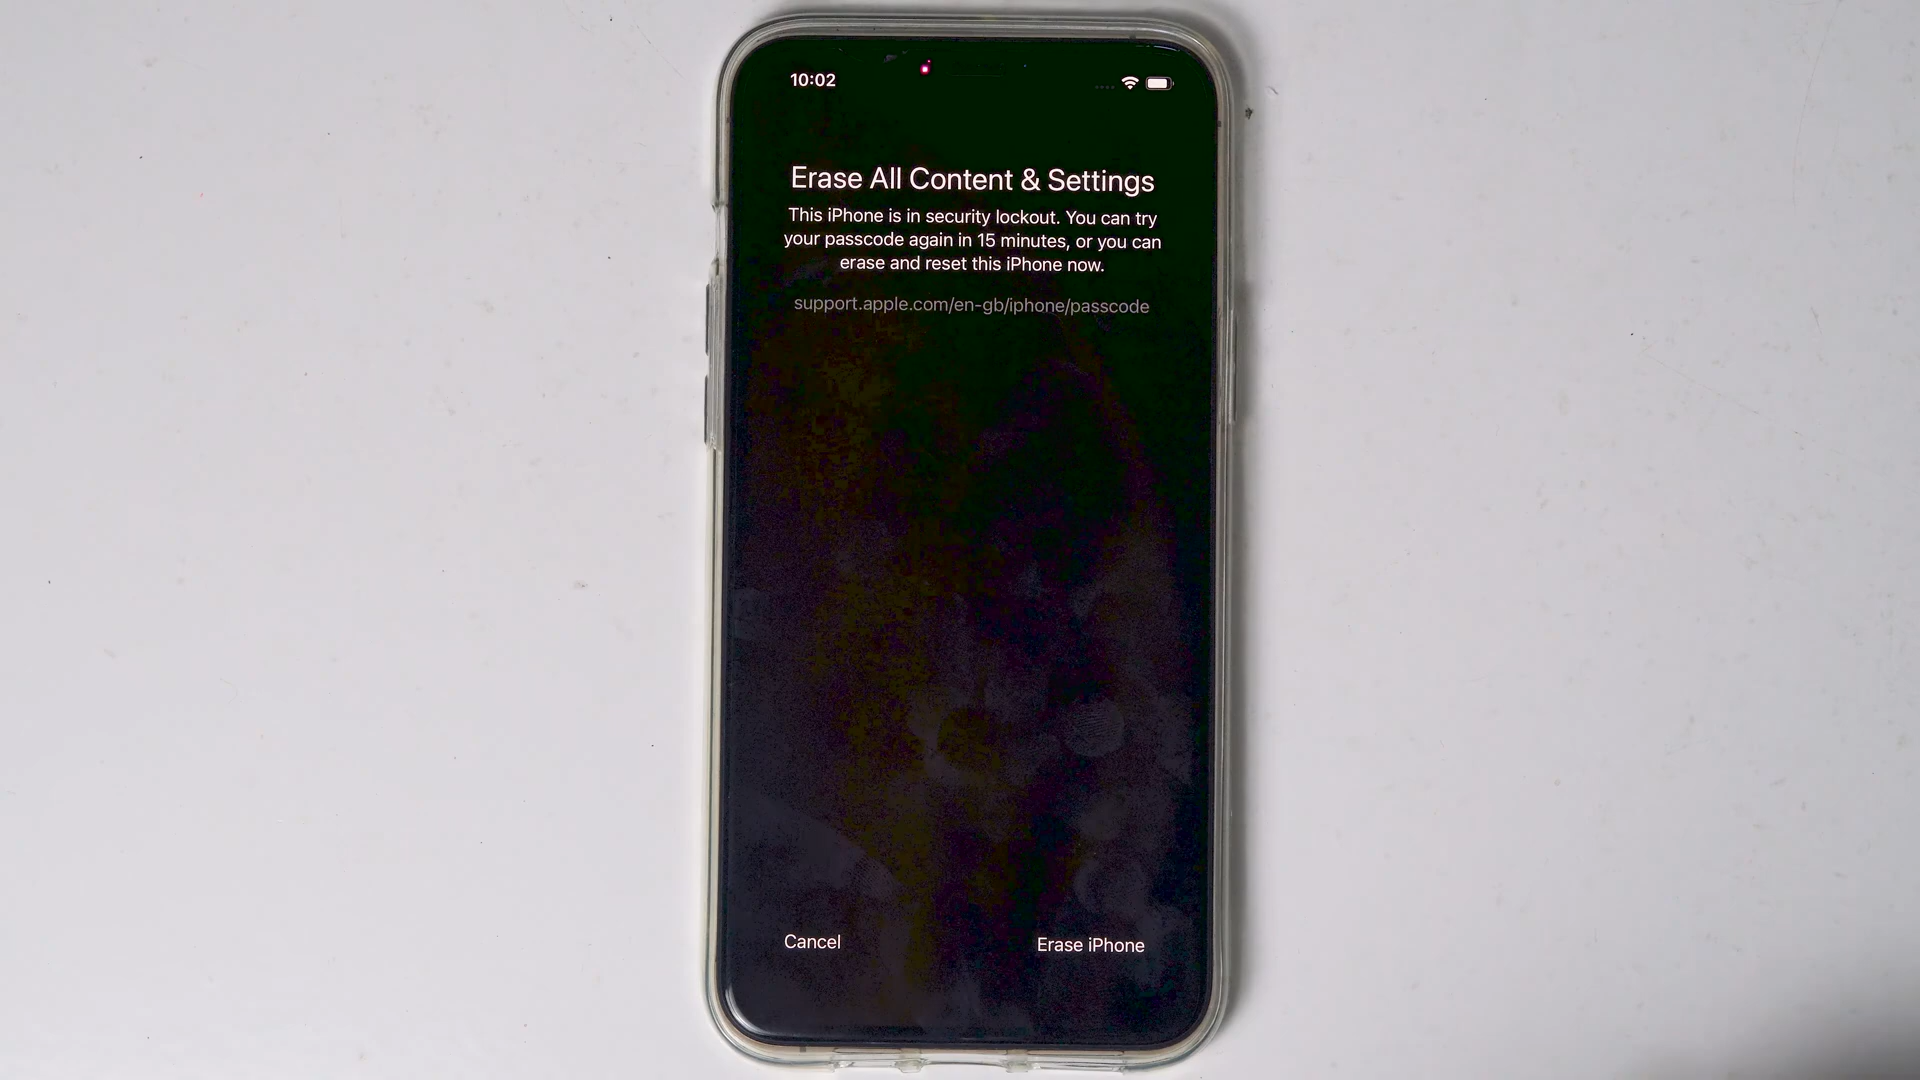 10:02
Erase All Content & Settings
This iPhone is in security lockout. You can try
your passcode again in 15 minutes, or you can
erase and reset this iPhone now.
support.apple.com/en-gb/iphone/passcode
Cancel
Erase iPhone